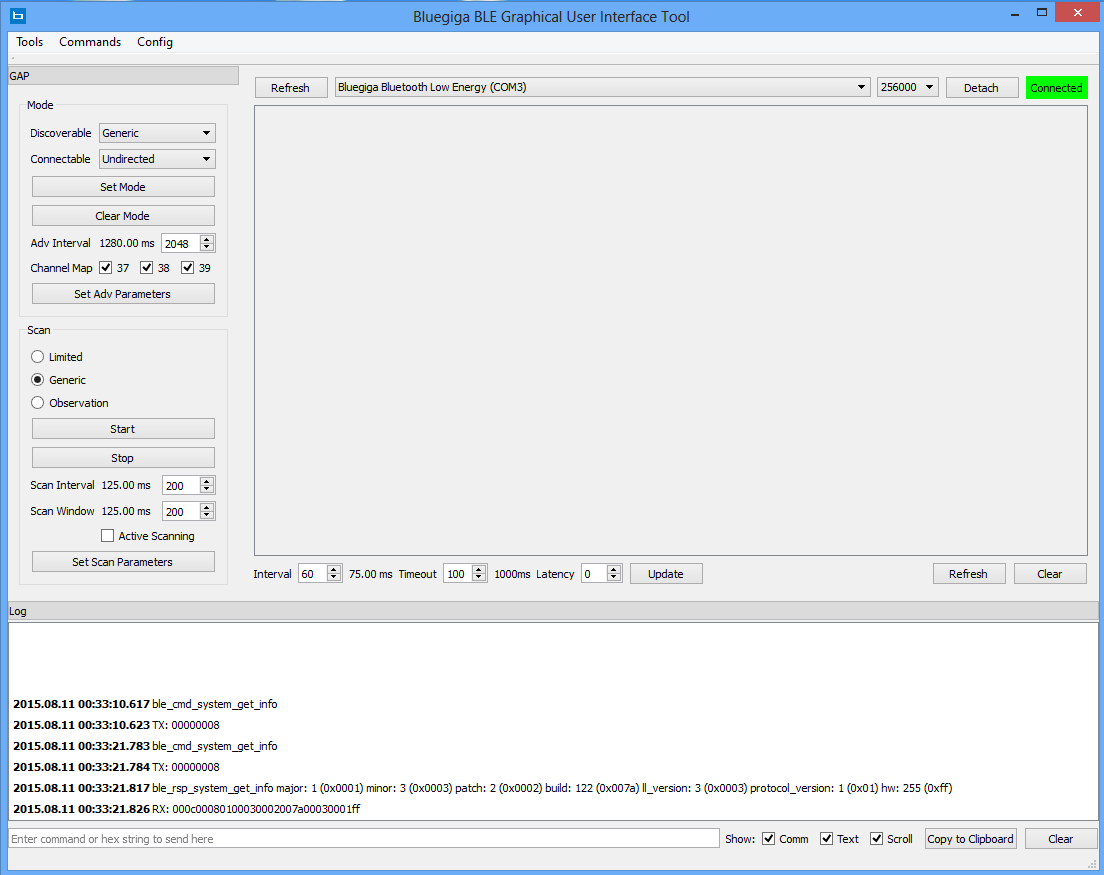 Bluegiga BLE Graphical User Interface Tool
Tools Commands Config
GAP
Refresh Bluegiga Bluetooth Low Energy (COM3) 256000 Detach Connected
Mode
Discoverable Generic
Connectable Undirected
Set Mode
Clear Mode
Adv Interval 1280.00 ms 2048
Channel Map 37 38 39
Set Adv Parameters
Scan
Limited
Generic
Observation
Start
Stop
Scan Interval 125.00 ms 200
Scan Window 125.00 ms 200
Active Scanning
Set Scan Parameters
Interval 60 75.00 ms Timeout 100 1000ms Latency 0 Update Refresh Clear
Log
2015.08.11 00:33:10.617 ble_cmd_system_get_info
2015.08.11 00:33:10.623 TX: 00000008
2015.08.11 00:33:21.783 ble_cmd_system_get_info
2015.08.11 00:33:21.784 TX: 00000008
2015.08.11 00:33:21.817 ble_rsp_system_get_info major: 1 (0x0001) minor: 3 (0x0003) patch: 2 (0x0002) build: 122 (0x007a) ll_version: 3 (0x0003) protocol_version: 1 (0x01) hw: 255 (0xff)
2015.08.11 00:33:21.826 RX: 000c00080100030002007a00030001ff
Enter command or hex string to send here Show: Comm Text Scroll Copy to Clipboard Clear